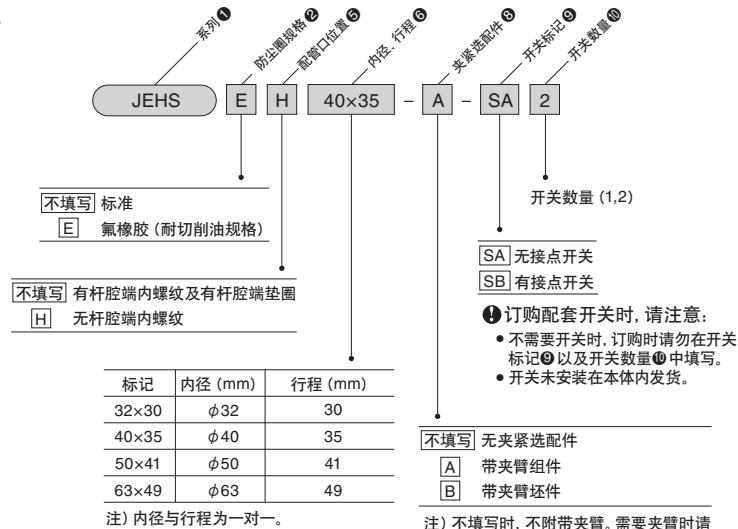 系列❶
防尘圈规格❷
配管口位置❺
内径、行程❻
夹紧选配件❽
开关标记❾
开关数量❿
JEHS E H 40×35 – A – SA 2
不填写 标准
E 氟橡胶（耐切削油规格）
不填写 有杆腔端内螺纹及有杆腔端垫圈
H 无杆腔端内螺纹
标记 内径 (mm) 行程 (mm)
32×30 φ32 30
40×35 φ40 35
50×41 φ50 41
63×49 φ63 49
注）内径与行程为一对一。
开关数量 (1,2)
SA 无接点开关
SB 有接点开关
订购配套开关时, 请注意：
● 不需要开关时, 订购时请勿在开关
标记❾以及开关数量❿中填写。
● 开关未安装在本体内发货。
不填写 无夹紧选配件
A 带夹臂组件
B 带夹臂坯件
注）不填写时, 不附带夹臂。需要夹臂时请